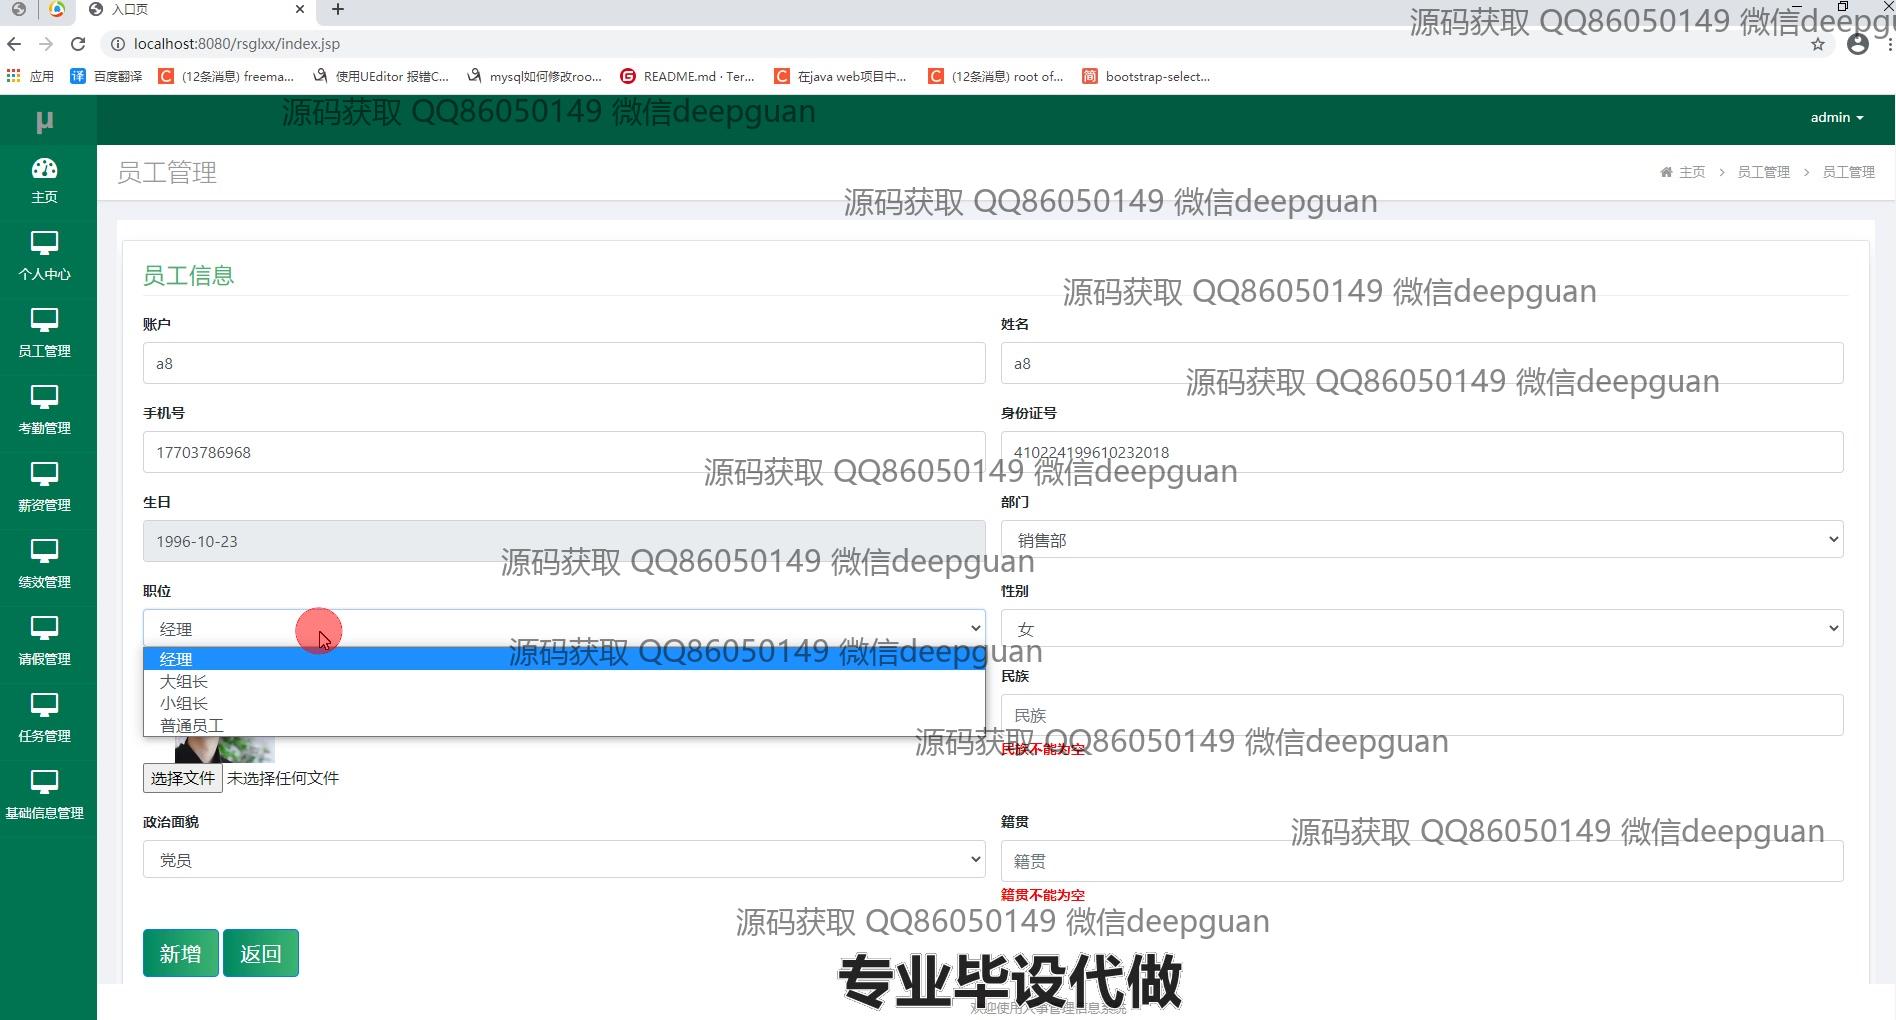 入口页
源码获取 QQ86050149 微信deepgu
localhost:8080/rsglxx/index.jsp
应用
百度翻译
(12条消息) freema...
使用UEditor 报错C...
mysql如何修改roo...
README.md · Ter...
在java web项目中...
(12条消息) root of...
bootstrap-select...
μ
源码获取 QQ86050149 微信deepguan
admin
主页
员工管理
主页
员工管理
员工管理
源码获取 QQ86050149 微信deepguan
个人中心
员工信息
源码获取 QQ86050149 微信deepguan
账户
姓名
员工管理
a8
a8
源码获取 QQ86050149 微信deepguan
手机号
身份证号
考勤管理
17703786968
410224199610232018
源码获取 QQ86050149 微信deepguan
生日
部门
薪资管理
1996-10-23
销售部
源码获取 QQ86050149 微信deepguan
绩效管理
职位
性别
经理
女
源码获取 QQ86050149 微信deepguan
请假管理
经理
大组长
小组长
普通员工
民族
民族
任务管理
源码获取 QQ86050149 微信deepguan
民族不能为空
选择文件 未选择任何文件
基础信息管理
政治面貌
籍贯
源码获取 QQ86050149 微信deepguan
党员
籍贯
籍贯不能为空
源码获取 QQ86050149 微信deepguan
新增
返回
专业毕设代做
欢迎使用人事管理信息系统